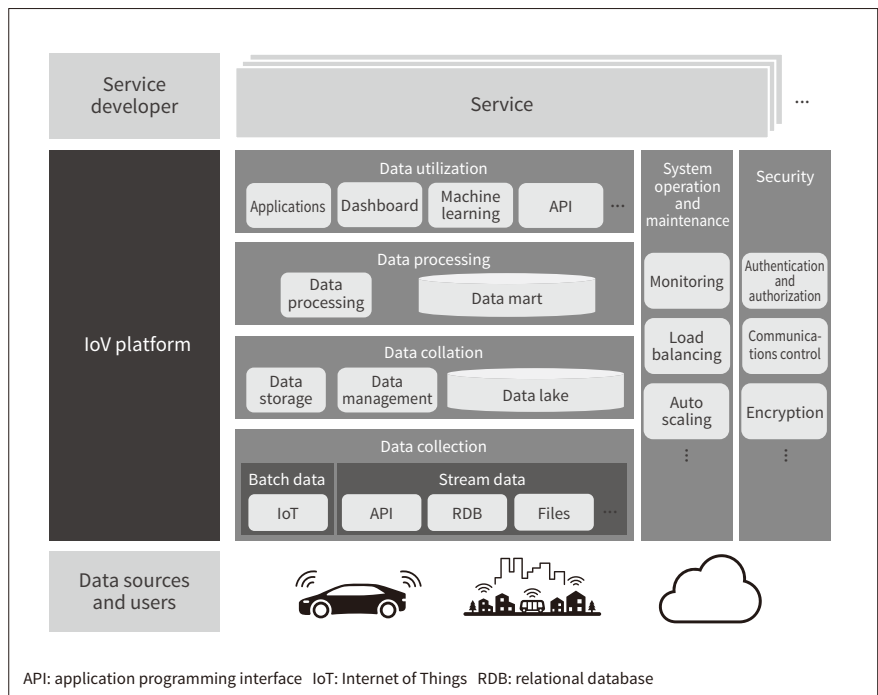 Service
developer
Service
...
IoV platform
Data utilization
Applications
Dashboard
Machine
learning
API
...
Data processing
Data
processing
Data mart
Data collation
Data
storage
Data
management
Data lake
Data collection
Batch data
IoT
Stream data
API
RDB
Files
...
System
operation
and
maintenance
Monitoring
Load
balancing
Auto
scaling
⋮
Security
Authentication
and
authorization
Communica-
tions control
Encryption
⋮
Data sources
and users
API: application programming interface IoT: Internet of Things RDB: relational database